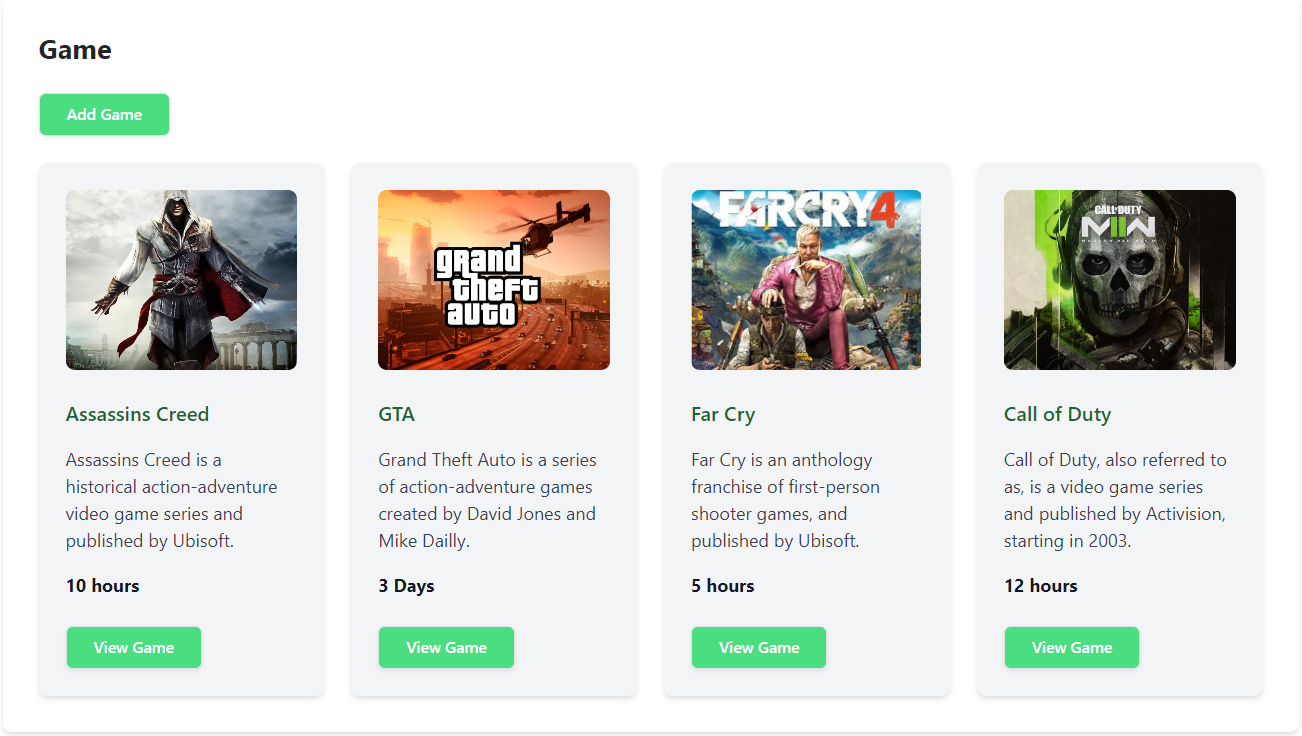 Game
Add Game
FARCRY4
CALL OF DUTY
MWII
grand
theft
auto
Assassins Creed
GTA
Far Cry
Call of Duty
Assassins Creed is a
historical action-adventure
video game series and
published by Ubisoft.
Grand Theft Auto is a series
of action-adventure games
created by David Jones and
Mike Dailly.
Far Cry is an anthology
franchise of first-person
shooter games, and
published by Ubisoft.
Call of Duty, also referred to
as, is a video game series
and published by Activision,
starting in 2003.
10 hours
3 Days
5 hours
12 hours
View Game
View Game
View Game
View Game